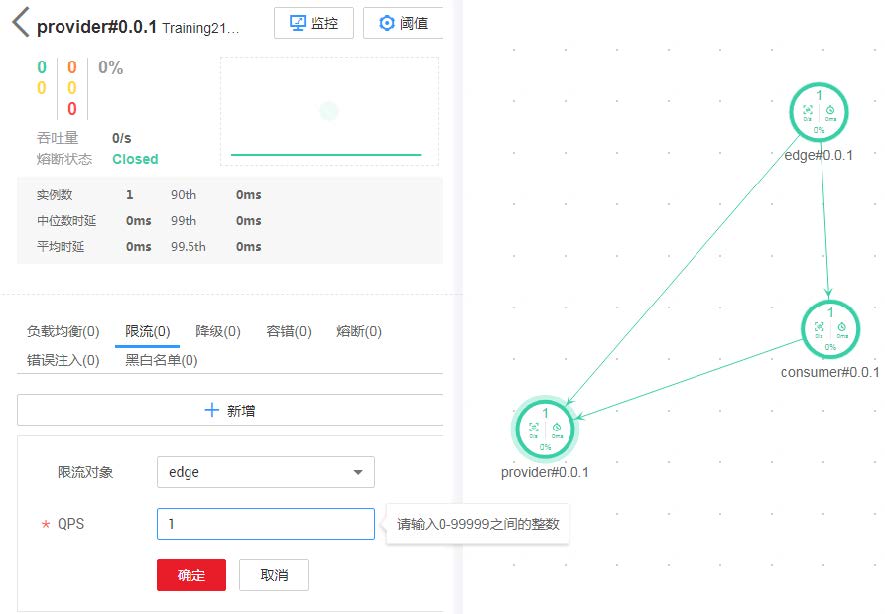 provider#0.0.1 Training21... 监控 阈值
0 0 0%
0 0
0
吞吐量 0/s
熔断状态 Closed
实例数 1 90th 0ms
中位数时延 0ms 99th 0ms
平均时延 0ms 99.5th 0ms
负载均衡(0) 限流(0) 降级(0) 容错(0) 熔断(0)
错误注入(0) 黑白名单(0)
新增
限流对象 edge
* QPS 1 请输入0-99999之间的整数
确定 取消
1
0/s 0ms
0%
edge#0.0.1
1
0/s 0ms
0%
consumer#0.0.1
1
0/s 0ms
0%
provider#0.0.1